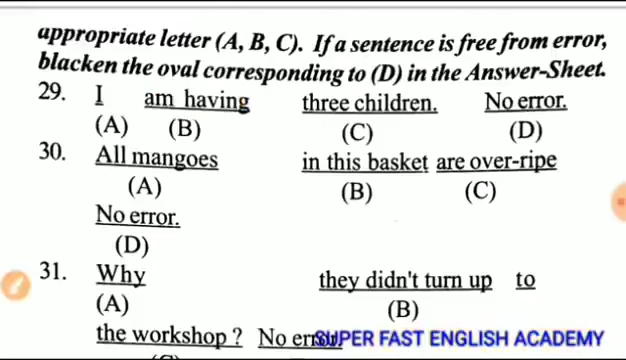 appropriate letter (A, B, C). If a sentence is free from error,
blacken the oval corresponding to (D) in the Answer-Sheet.
29. I am having three children. No error.
(A) (B) (C) (D)
30. All mangoes in this basket are over-ripe
(A) (B) (C)
No error.
(D)
31. Why they didn't turn up to
(A) (B)
the workshop ? No error.
SUPER FAST ENGLISH ACADEMY